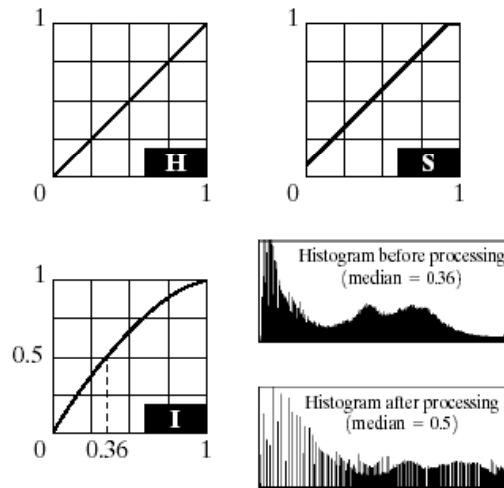 1
1
H
S
0
1
0
1
1
Histogram before processing
(median = 0.36)
0.5
Histogram after processing
(median = 0.5)
I
0
0.36
1